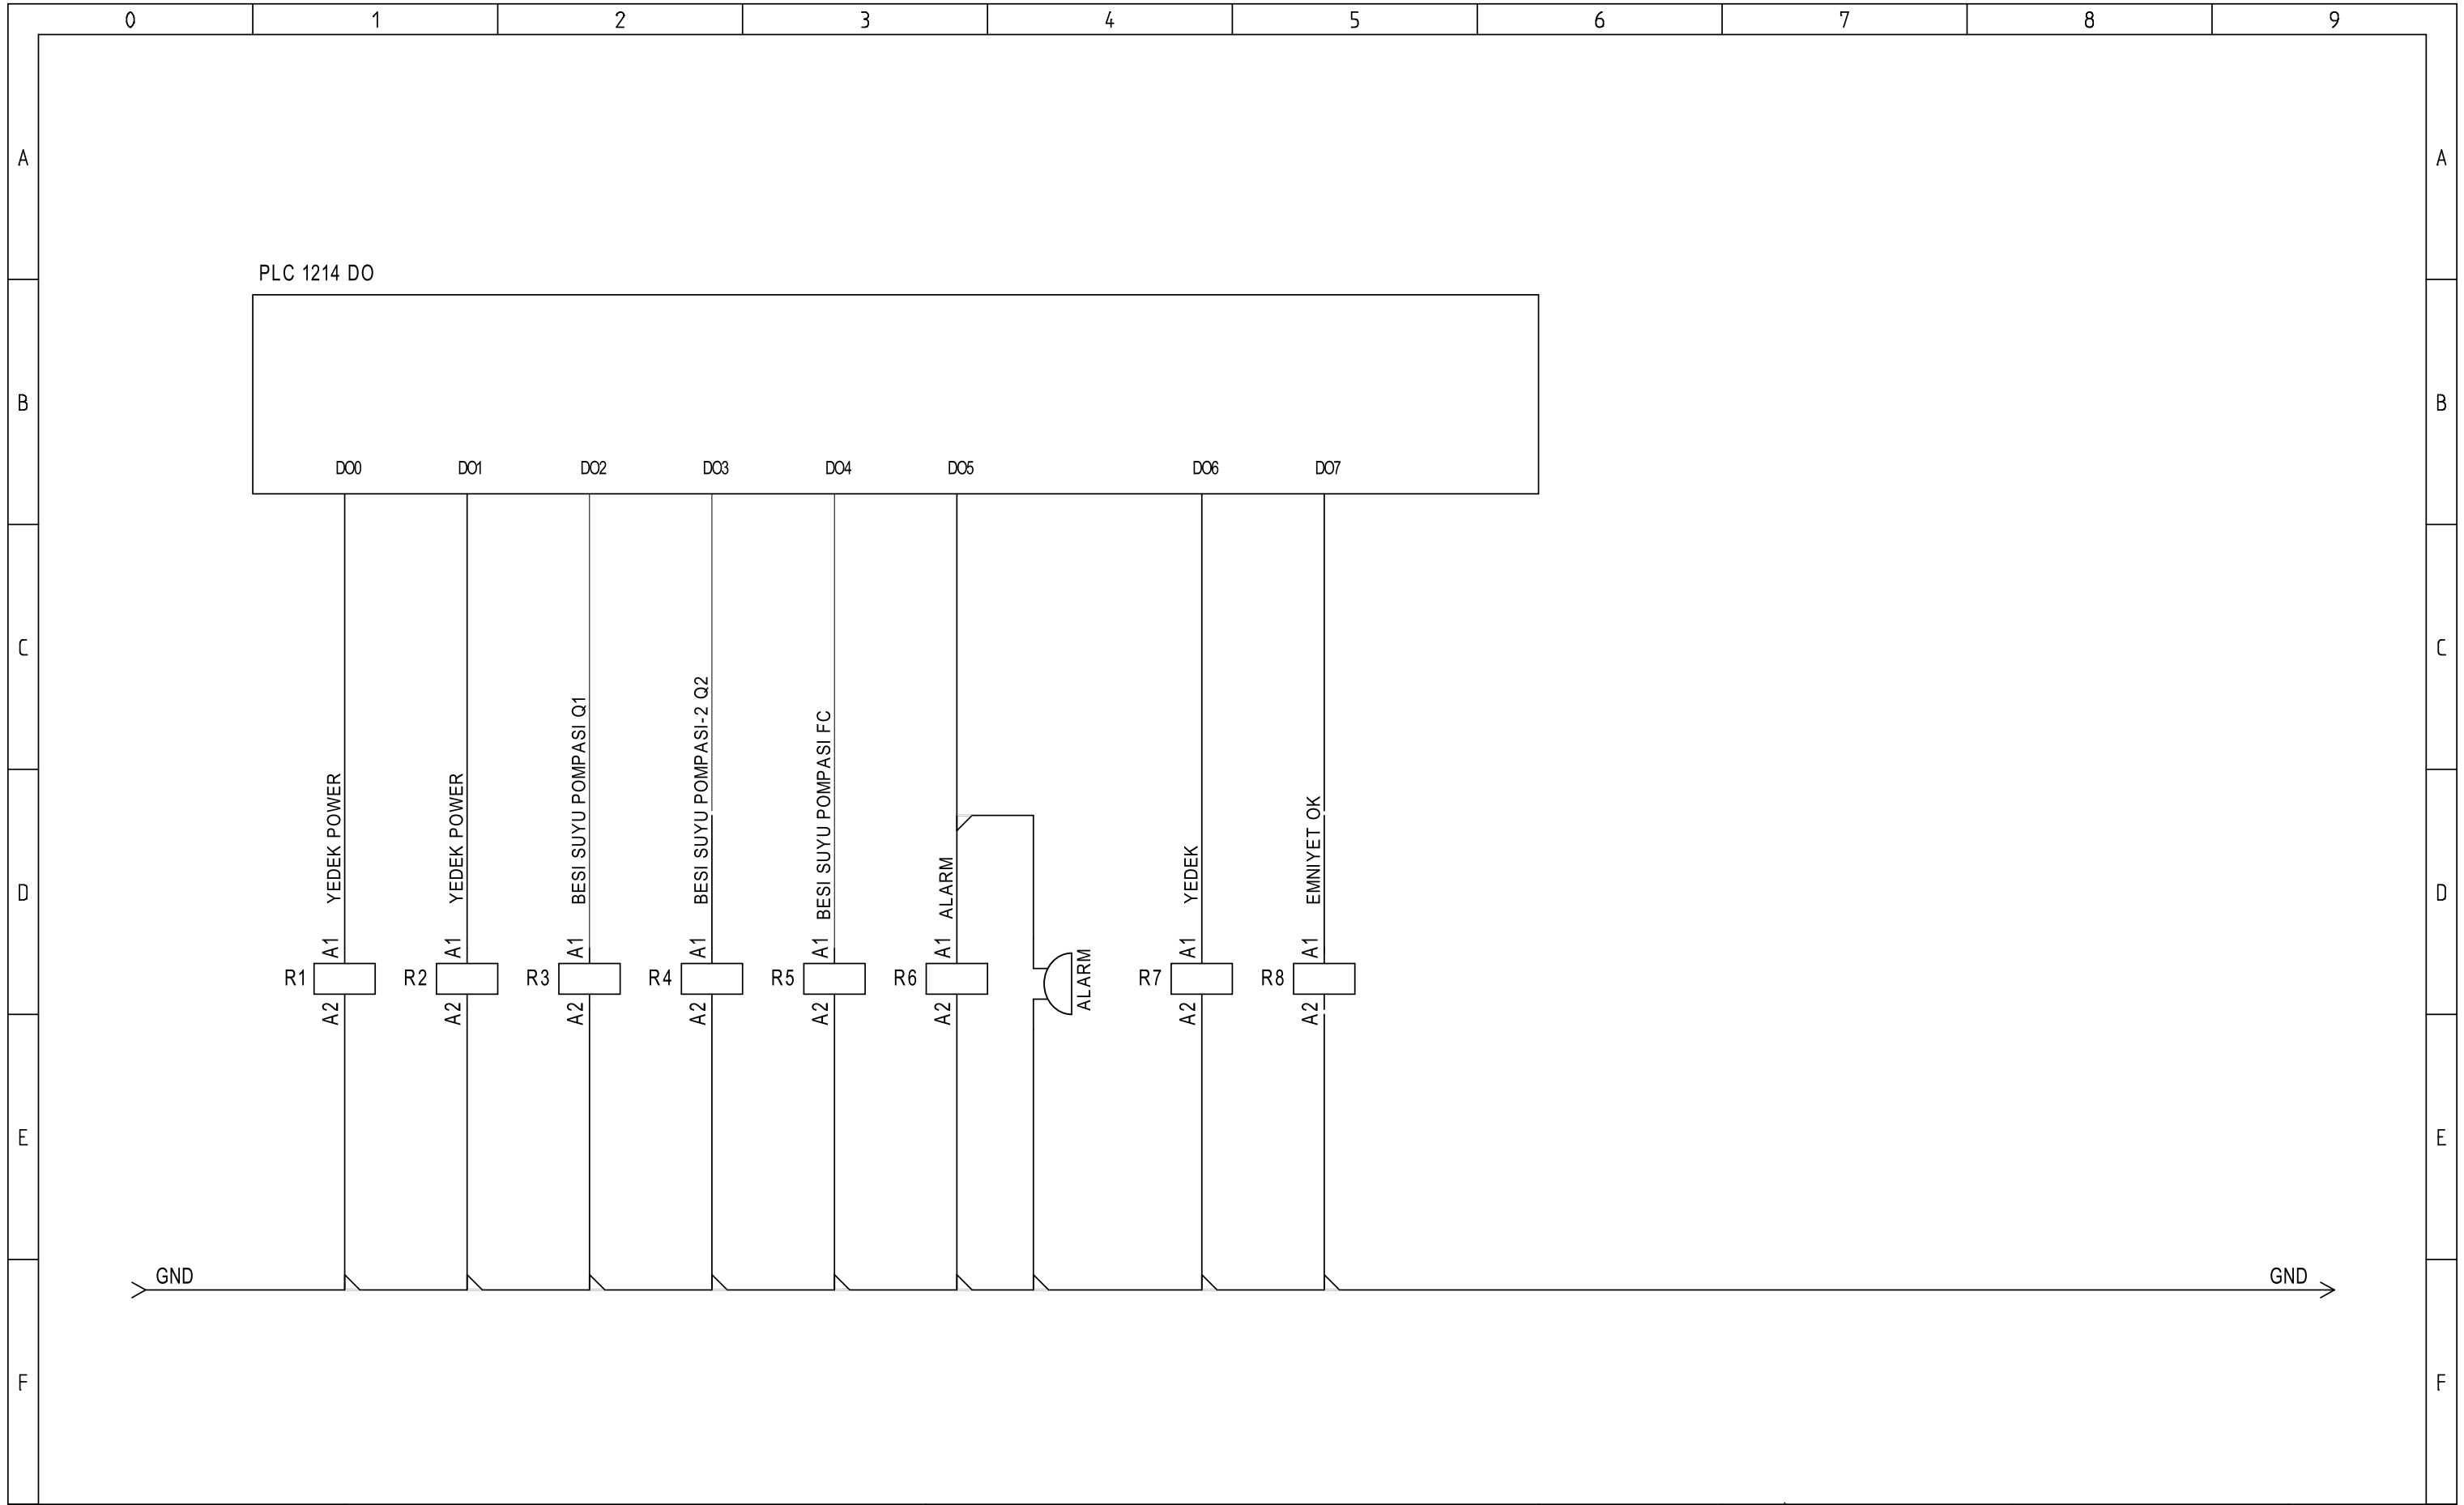 0 1 2 3 4 5 6 7 8 9
A A
PLC 1214 DO
B B
DO0 DO1 DO2 DO3 DO4 DO5 DO6 DO7
C C
YEDEK POWER
YEDEK POWER
BESI SUYU POMPASI Q1
BESI SUYU POMPASI-2 Q2
BESI SUYU POMPASI FC
ALARM
YEDEK
EMNIYET OK
D D
A1 A1 A1 A1 A1 A1 A1 A1
R1 R2 R3 R4 R5 R6 ALARM R7 R8
A2 A2 A2 A2 A2 A2 A2 A2
E E
GND GND
F F